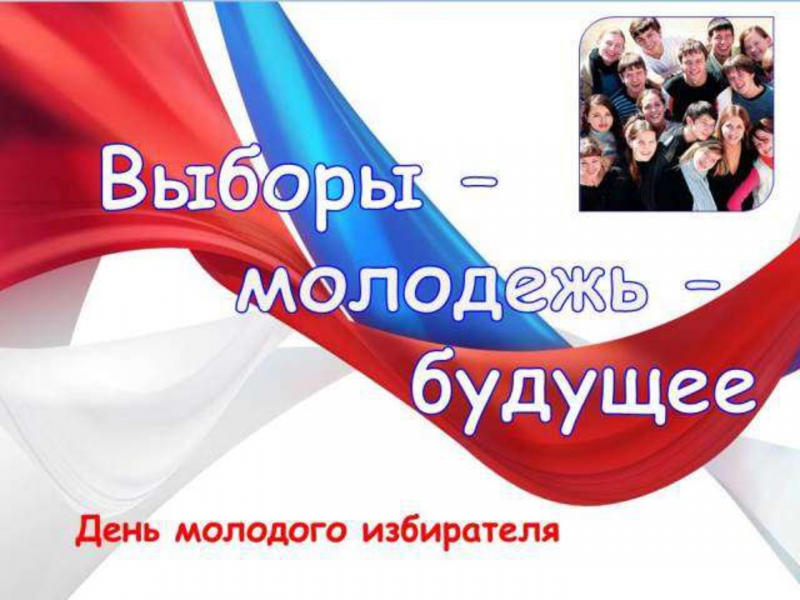 Выборы –
молодежь –
будущее
День молодого избирателя